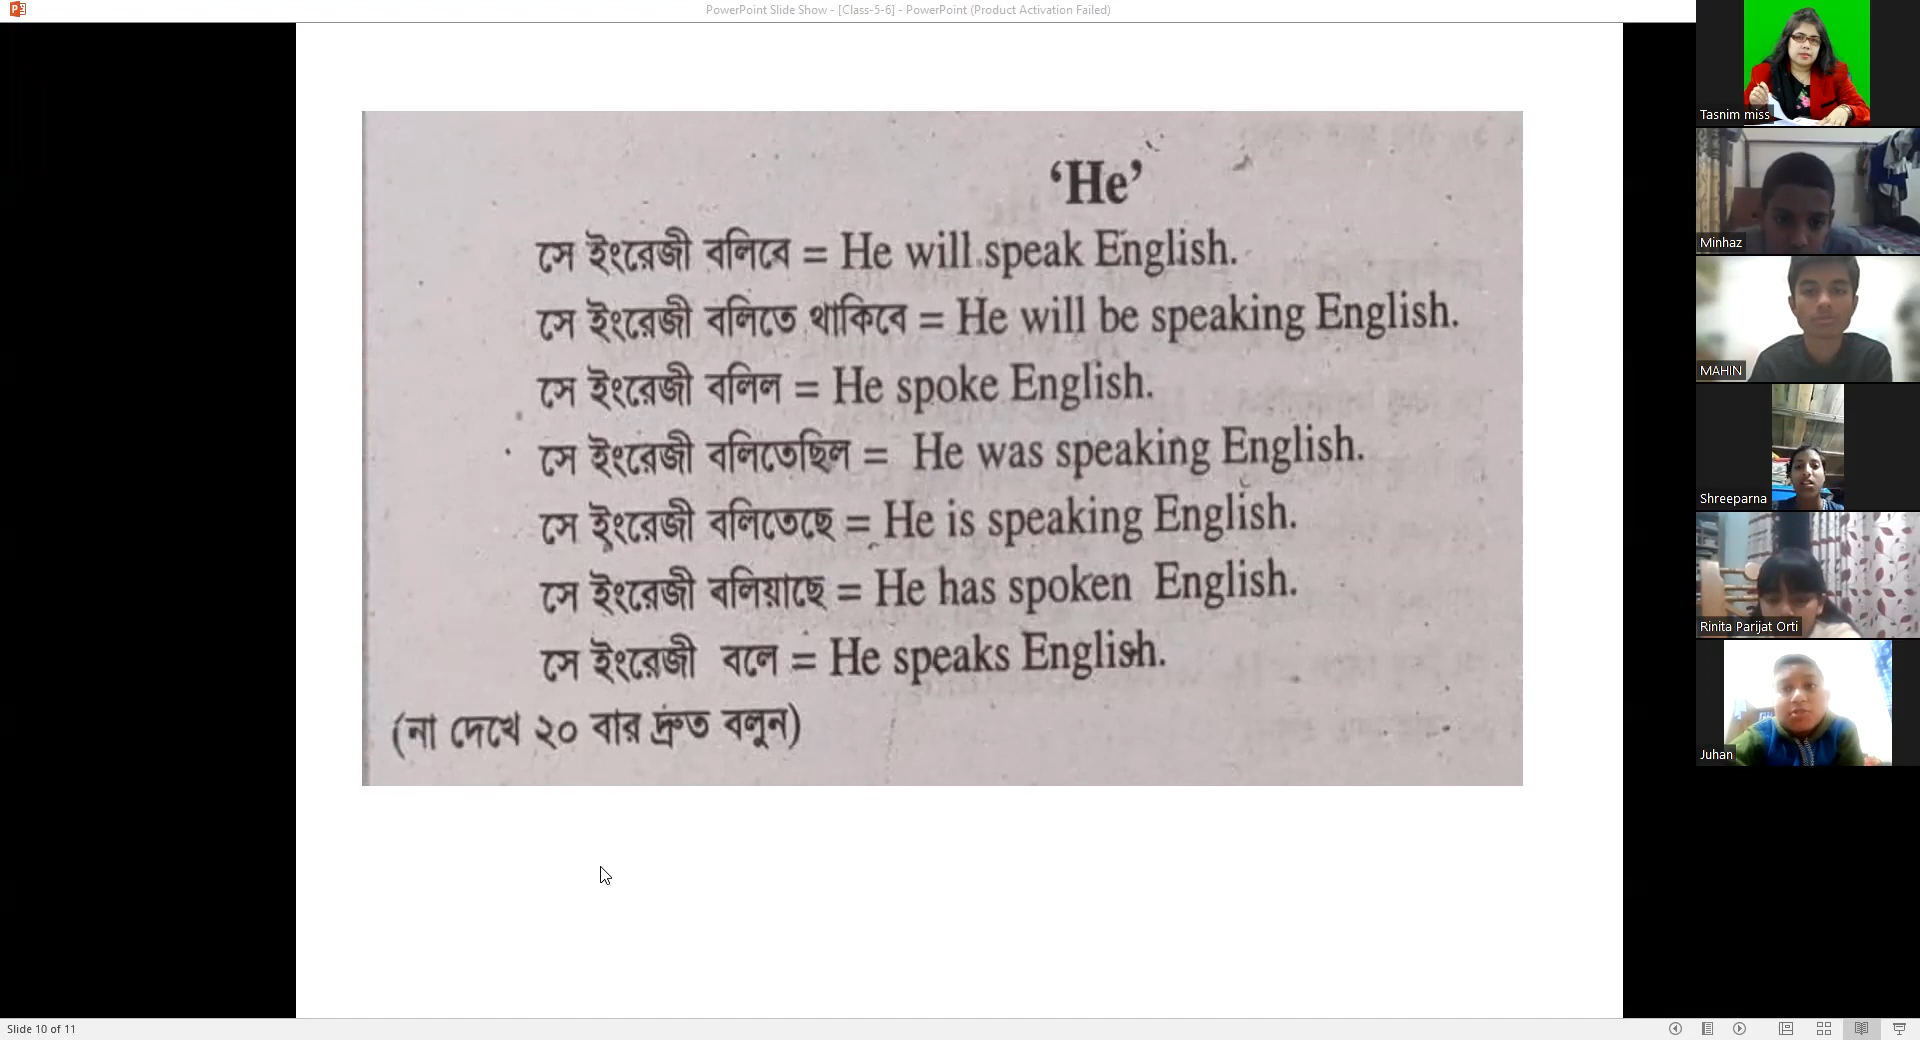 PowerPoint Slide Show - [Class-5-6] - PowerPoint (Product Activation Failed)
‘He’
সে ইংরেজী বলিবে = He will speak English.
সে ইংরেজী বলিতে থাকিবে = He will be speaking English.
সে ইংরেজী বলিল = He spoke English.
সে ইংরেজী বলিতেছিল = He was speaking English.
সে ইংরেজী বলিতেছে = He is speaking English.
সে ইংরেজী বলিয়াছে = He has spoken English.
সে ইংরেজী বলে = He speaks English.
(না দেখে ২০ বার দ্রুত বলুন)
Tasnim miss
Minhaz
MAHIN
Shreeparna
Rinita Parijat Orti
Juhan
Slide 10 of 11